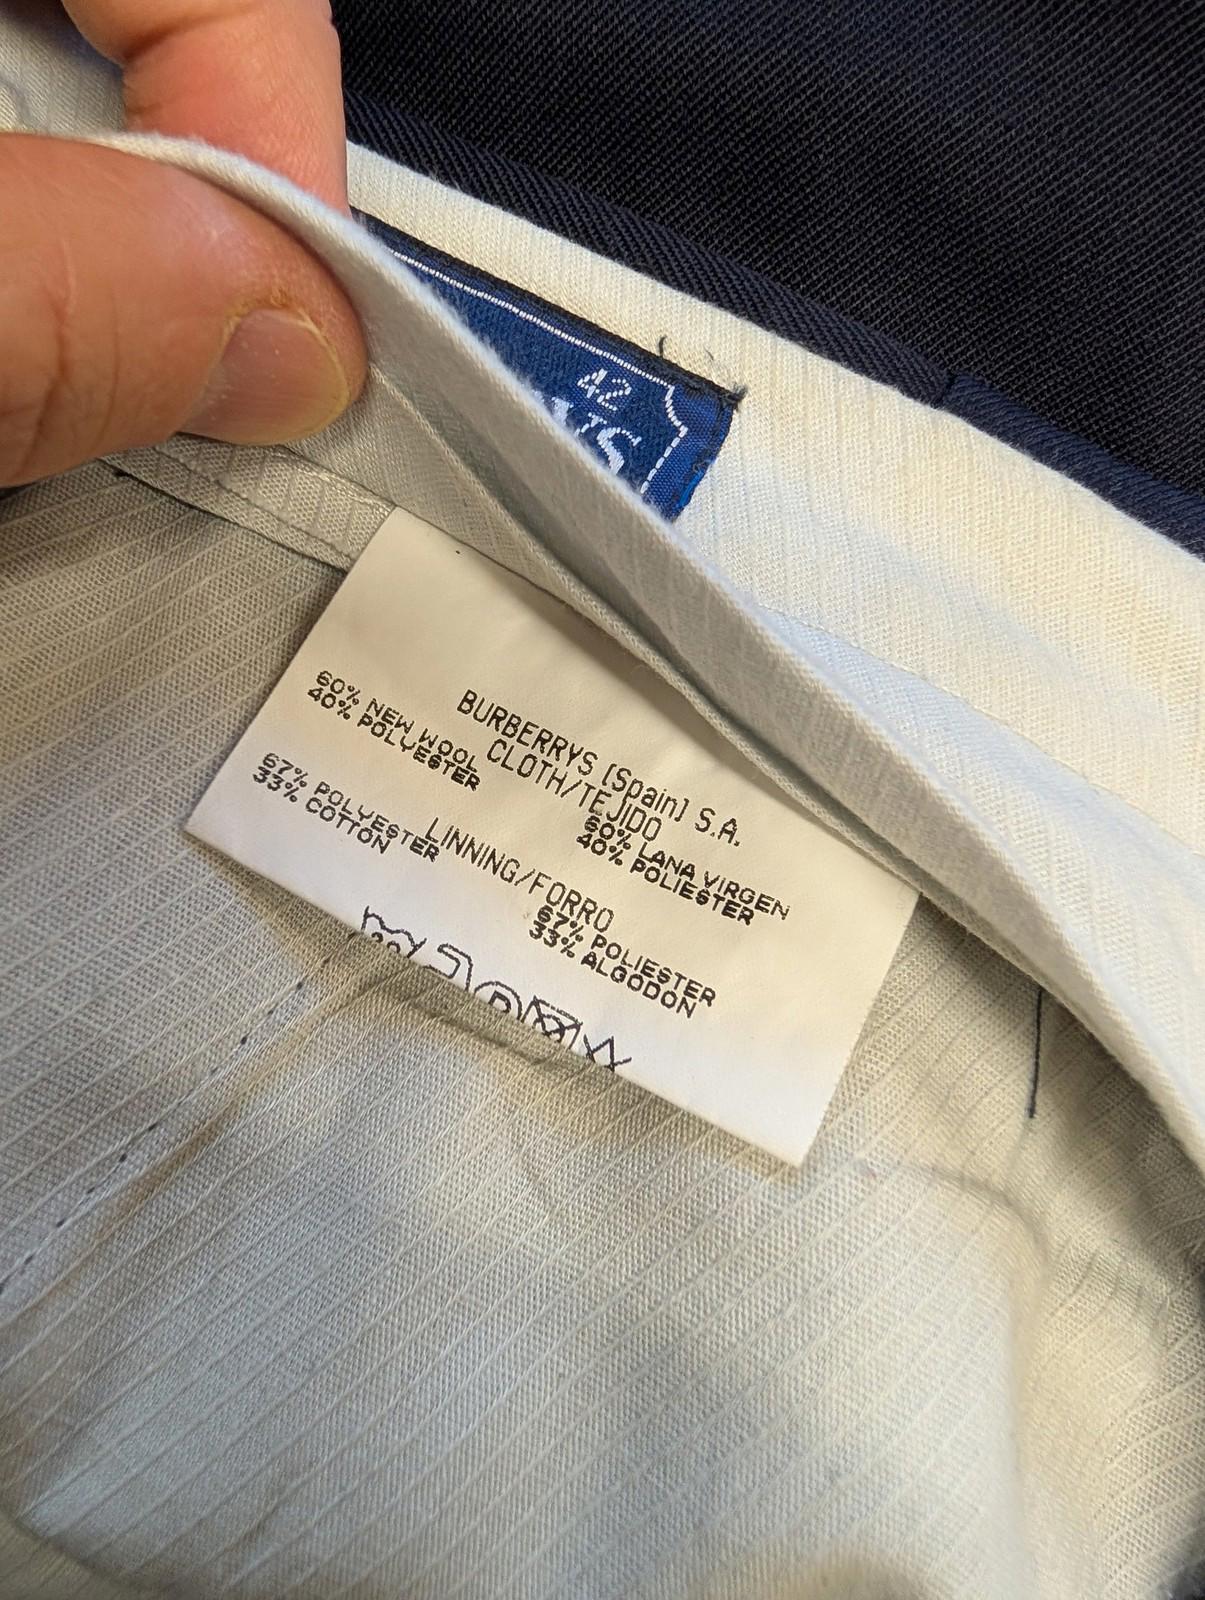 42
BURBERRYS (Spain) S.A.
CLOTH/TEJIDO
60% NEW WOOL
40% POLYESTER
60% LANA VIRGEN
40% POLIESTER
LINNING/FORRO
67% POLYESTER
33% COTTON
67% POLIESTER
33% ALGODON